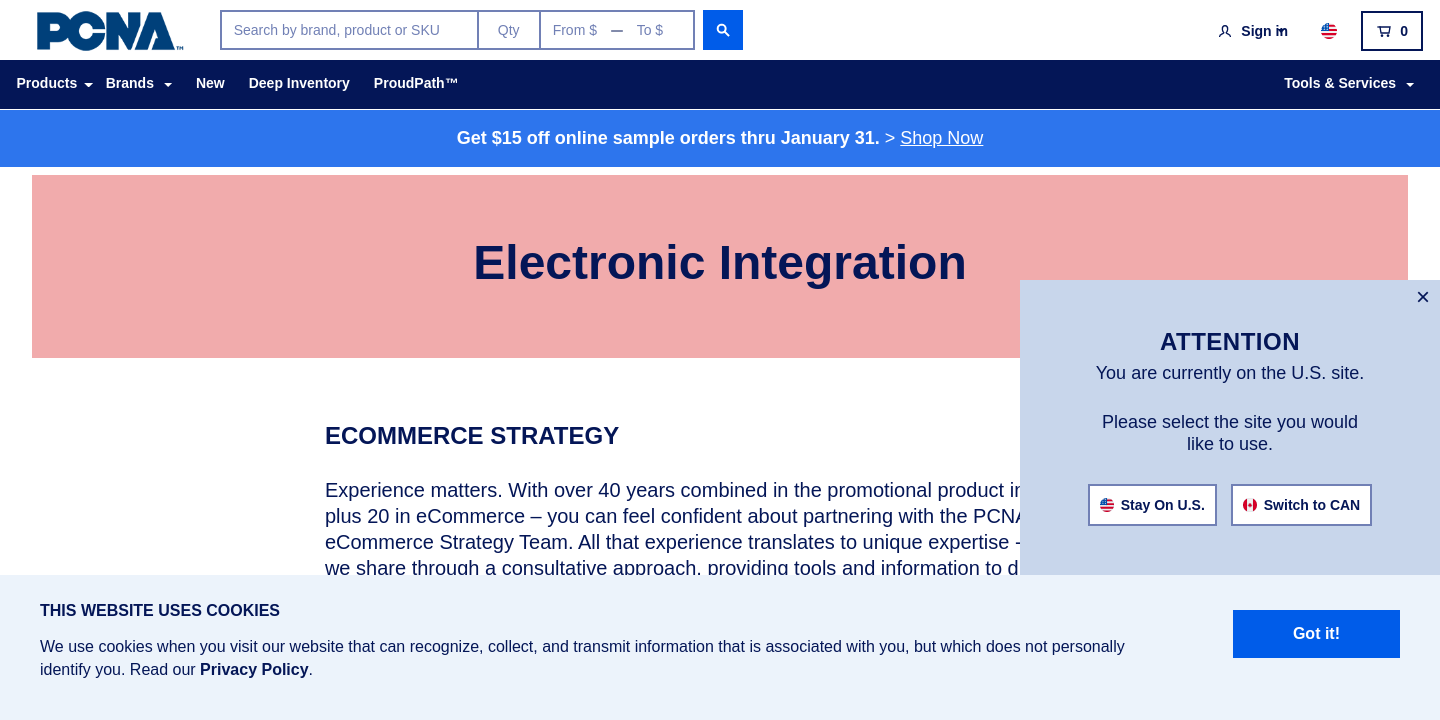 PCNA™
Search by brand, product or SKU
Qty
From $ — To $
Sign in
0
Products
Brands
New
Deep Inventory
ProudPath™
Tools & Services
Get $15 off online sample orders thru January 31. > Shop Now
Electronic Integration
×
ATTENTION
You are currently on the U.S. site.
Please select the site you would
like to use.
Stay On U.S.
Switch to CAN
ECOMMERCE STRATEGY
Experience matters. With over 40 years combined in the promotional product
plus 20 in eCommerce – you can feel confident about partnering with the PCNA
eCommerce Strategy Team. All that experience translates to unique expertise –
we share through a consultative approach, providing tools and information to
THIS WEBSITE USES COOKIES
We use cookies when you visit our website that can recognize, collect, and transmit information that is associated with you, but which does not personally
identify you. Read our Privacy Policy.
Got it!